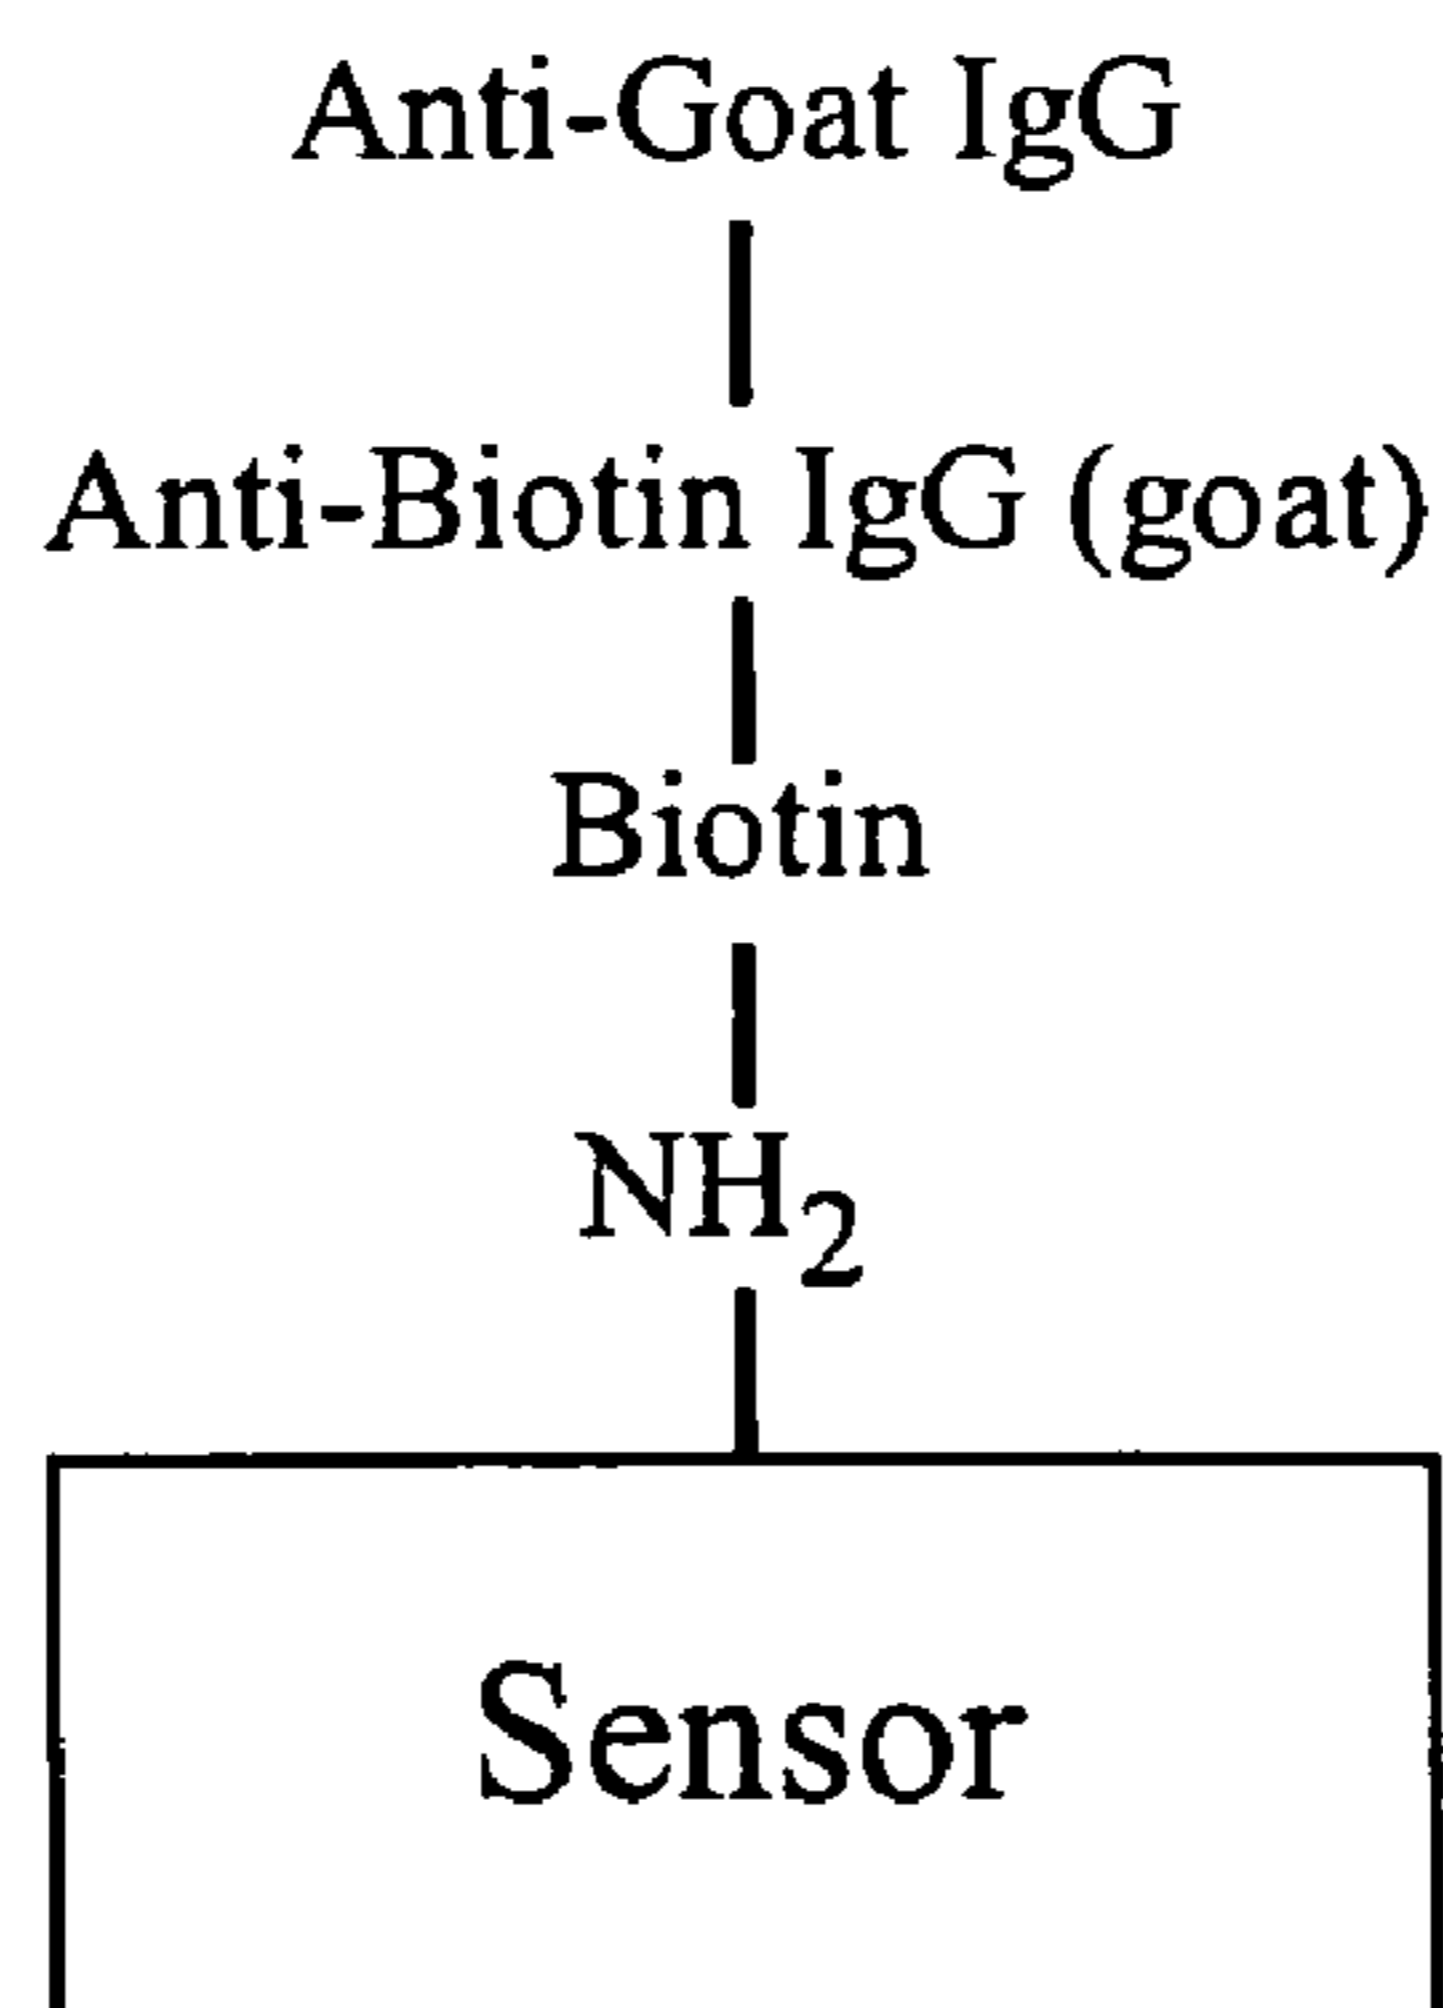 Anti-Goat IgG
Anti-Biotin IgG (goat)
Biotin
NH₂
Sensor